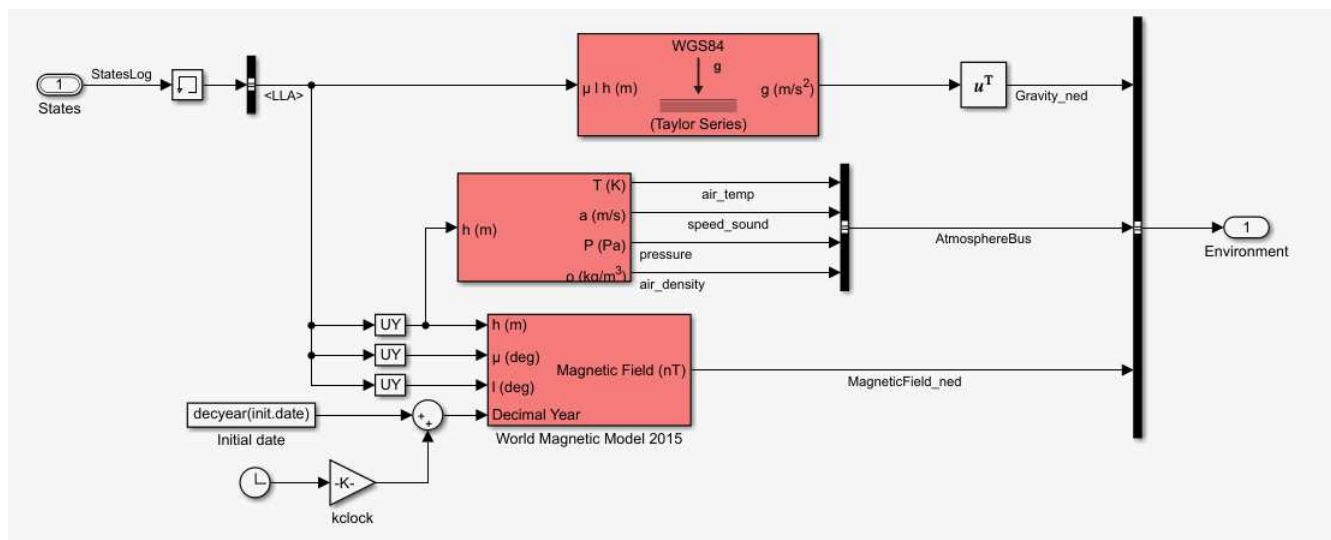 1
States
StatesLog
<LLA>
WGS84
g
μ l h (m)
g (m/s²)
(Taylor Series)
uᵀ
Gravity_ned
h (m)
T (K)
a (m/s)
P (Pa)
ρ (kg/m³)
air_temp
speed_sound
pressure
air_density
AtmosphereBus
1
Environment
UY
UY
UY
h (m)
μ (deg)
l (deg)
Decimal Year
Magnetic Field (nT)
MagneticField_ned
World Magnetic Model 2015
decyear(init.date)
Initial date
+
+
-K-
kclock